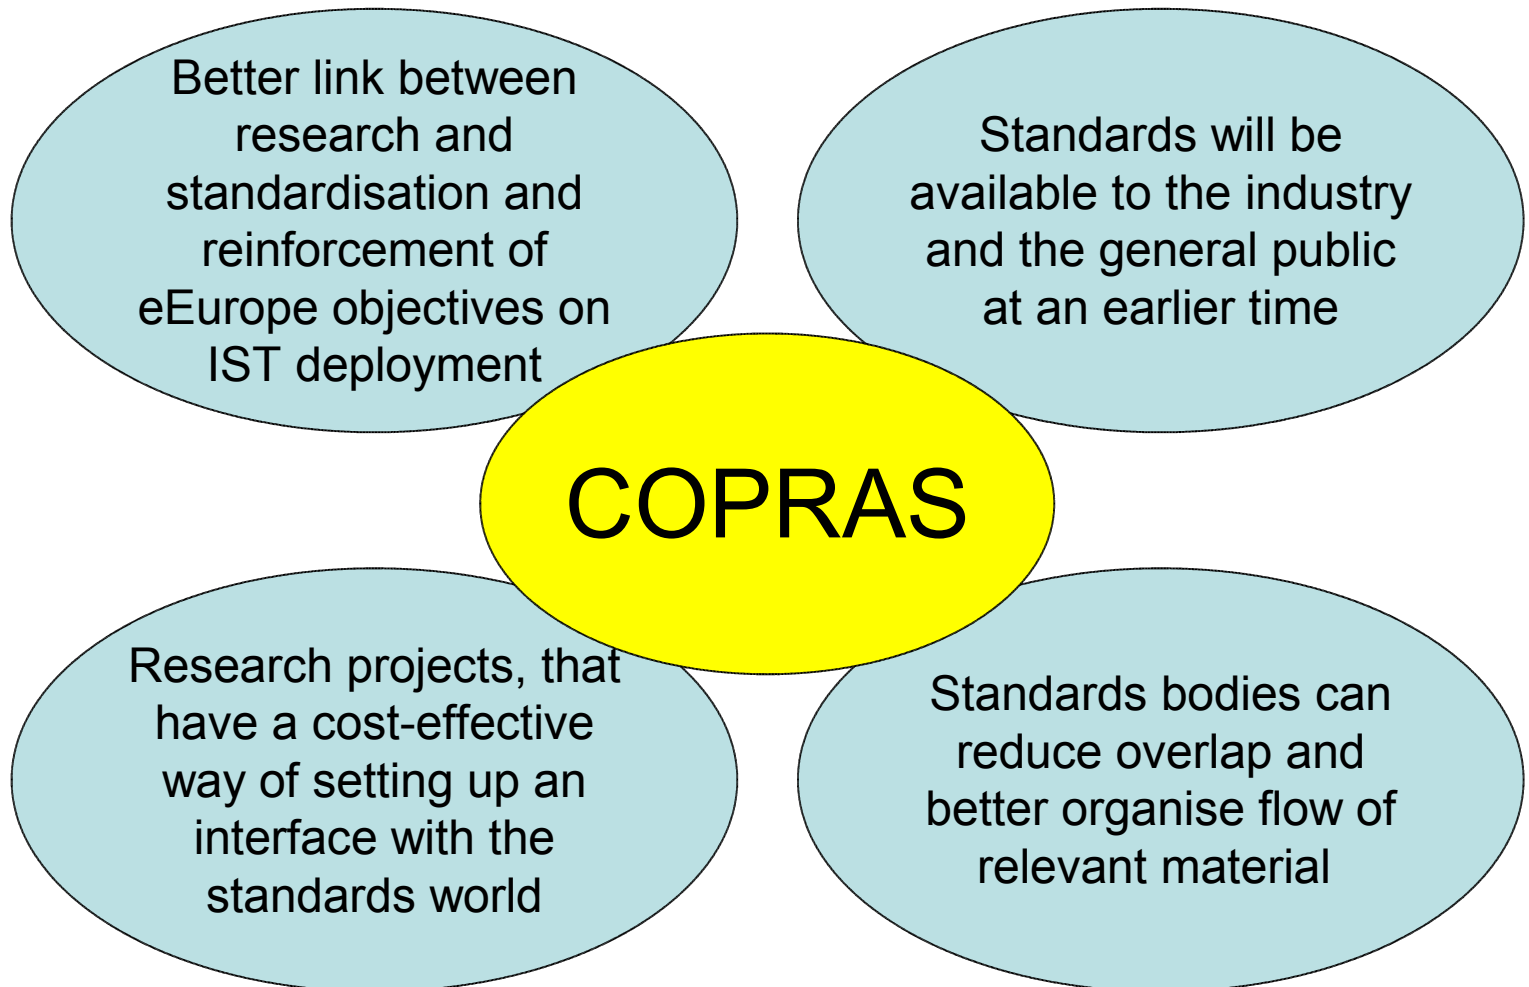 Better link between
research and
standardisation and
reinforcement of
eEurope objectives on
IST deployment
Standards will be
available to the industry
and the general public
at an earlier time
COPRAS
Research projects, that
have a cost-effective
way of setting up an
interface with the
standards world
Standards bodies can
reduce overlap and
better organise flow of
relevant material